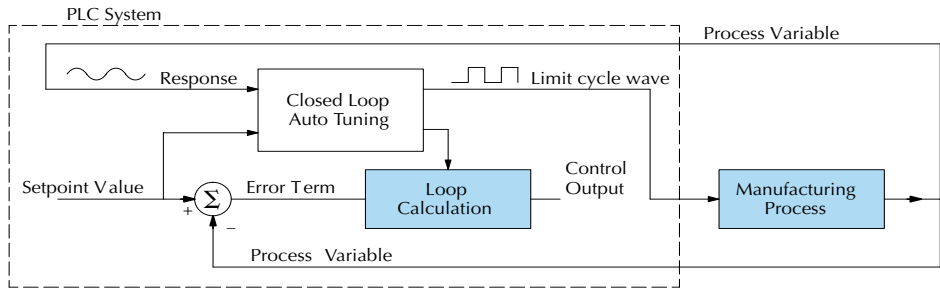 PLC System
Process Variable
Response
Limit cycle wave
Closed Loop
Auto Tuning
Setpoint Value
Error Term
Loop
Calculation
Control
Output
Manufacturing
Process
+
Σ
−
Process Variable